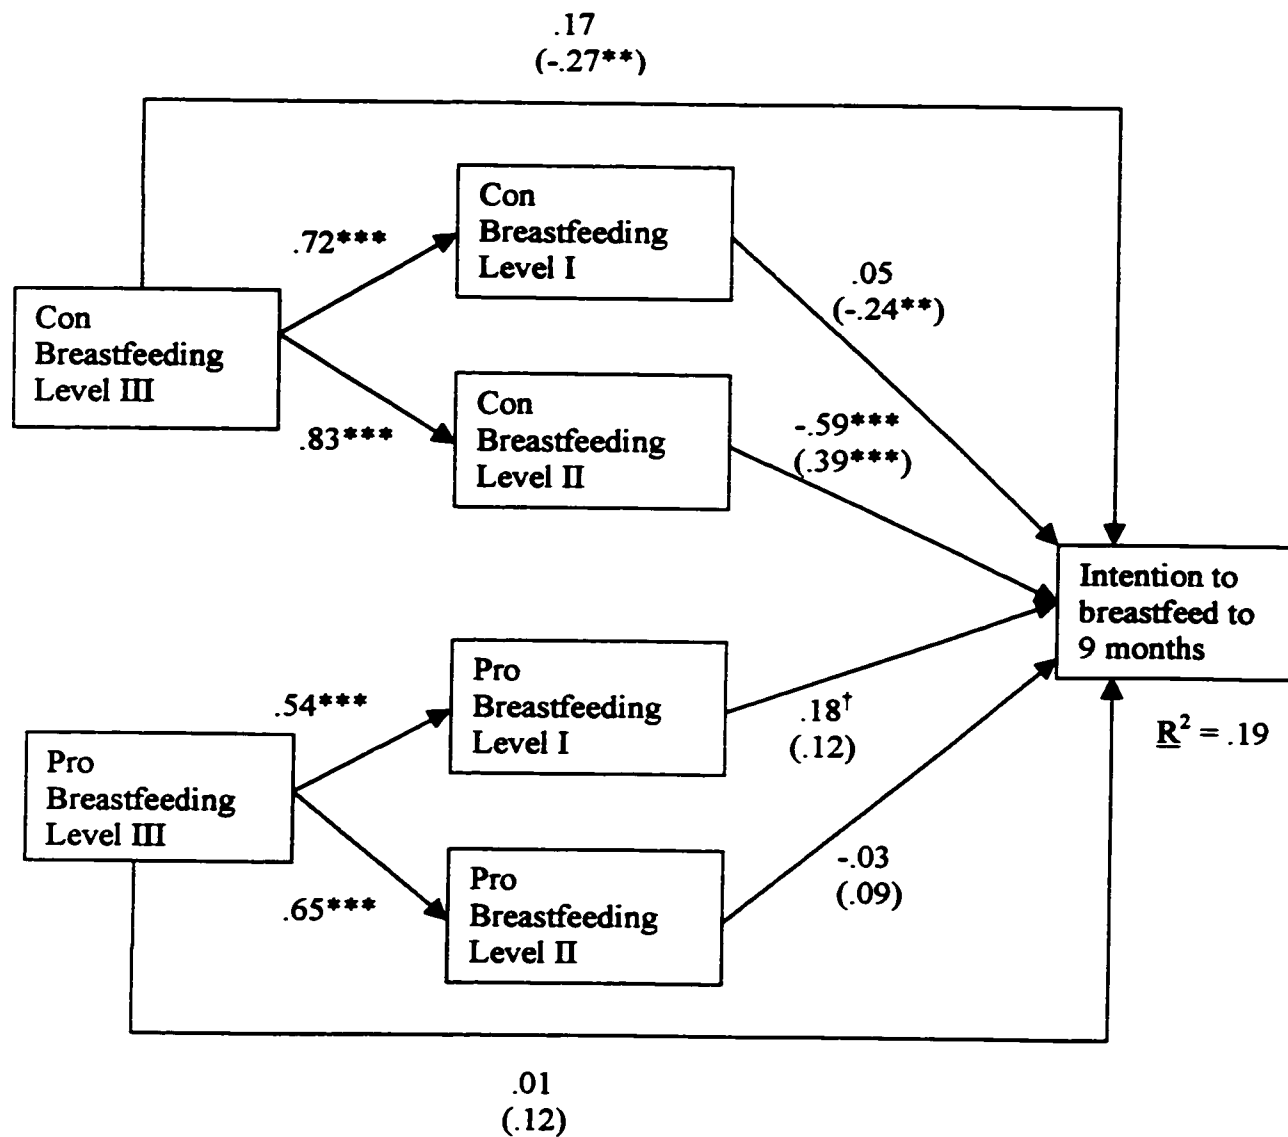 .17
(-.27**)
Con
Breastfeeding
Level I
.72***
.05
(-.24**)
Con
Breastfeeding
Level III
Con
Breastfeeding
Level II
.83***
-.59***
(.39***)
Intention to
breastfeed to
9 months
Pro
Breastfeeding
Level I
.54***
.18†
(.12)
R² = .19
Pro
Breastfeeding
Level III
Pro
Breastfeeding
Level II
.65***
-.03
(.09)
.01
(.12)